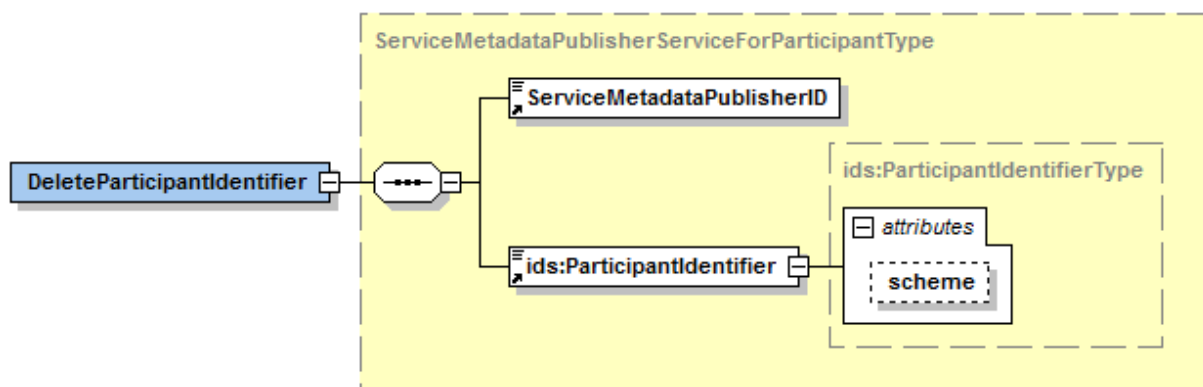 ServiceMetadataPublisherServiceForParticipantType
ServiceMetadataPublisherID
DeleteParticipantIdentifier
ids:ParticipantIdentifierType
attributes
ids:ParticipantIdentifier
scheme